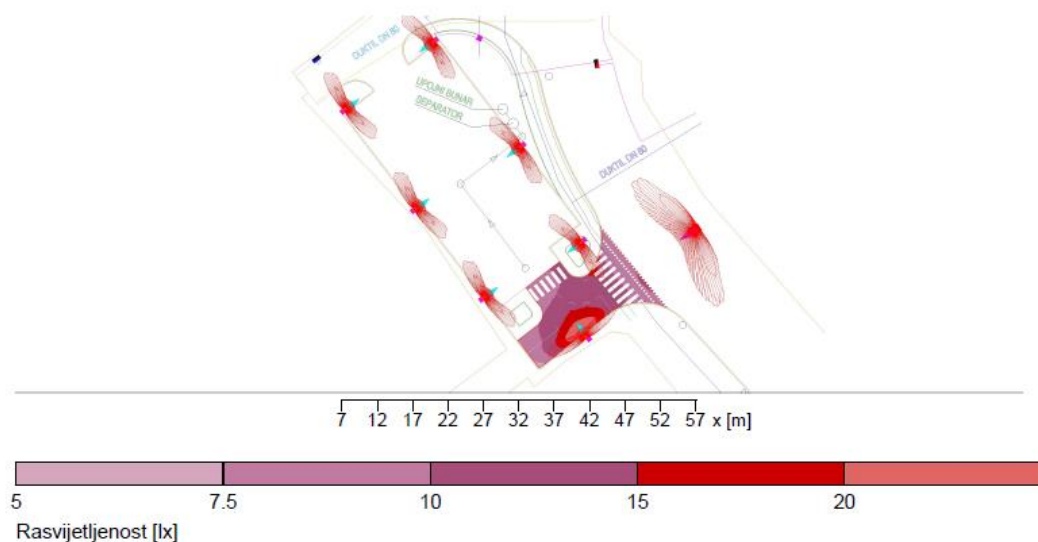 DUKTIL DN 80
UPOJNI BUNAR
SEPARATOR
DUKTIL DN 80
7 12 17 22 27 32 37 42 47 52 57 x [m]
5 7.5 10 15 20
Rasvijetljenost [lx]